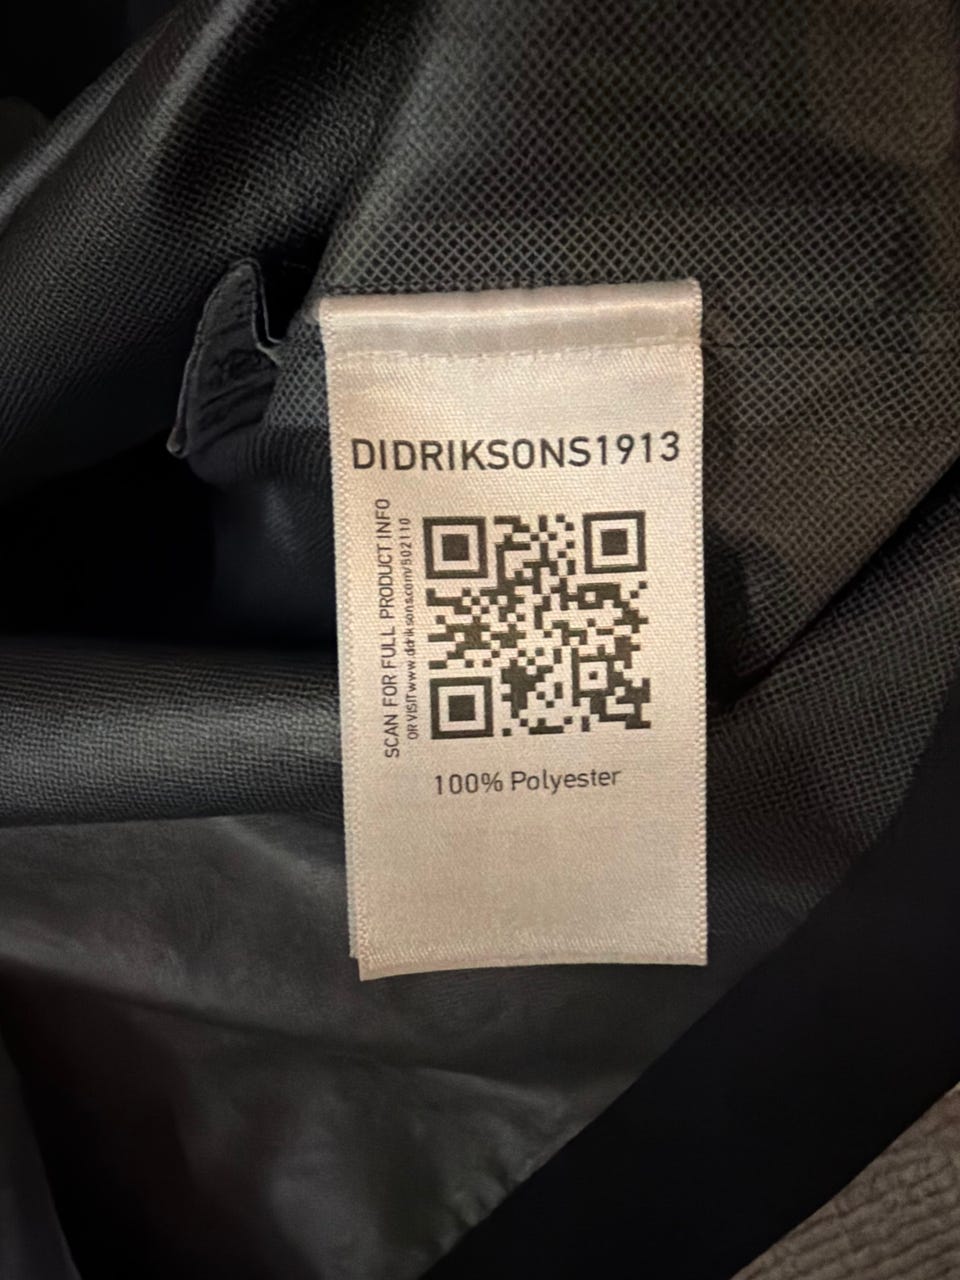 DIDRIKSONS1913
SCAN FOR FULL PRODUCT INFO
OR VISIT www.didriksons.com/502110
100% Polyester